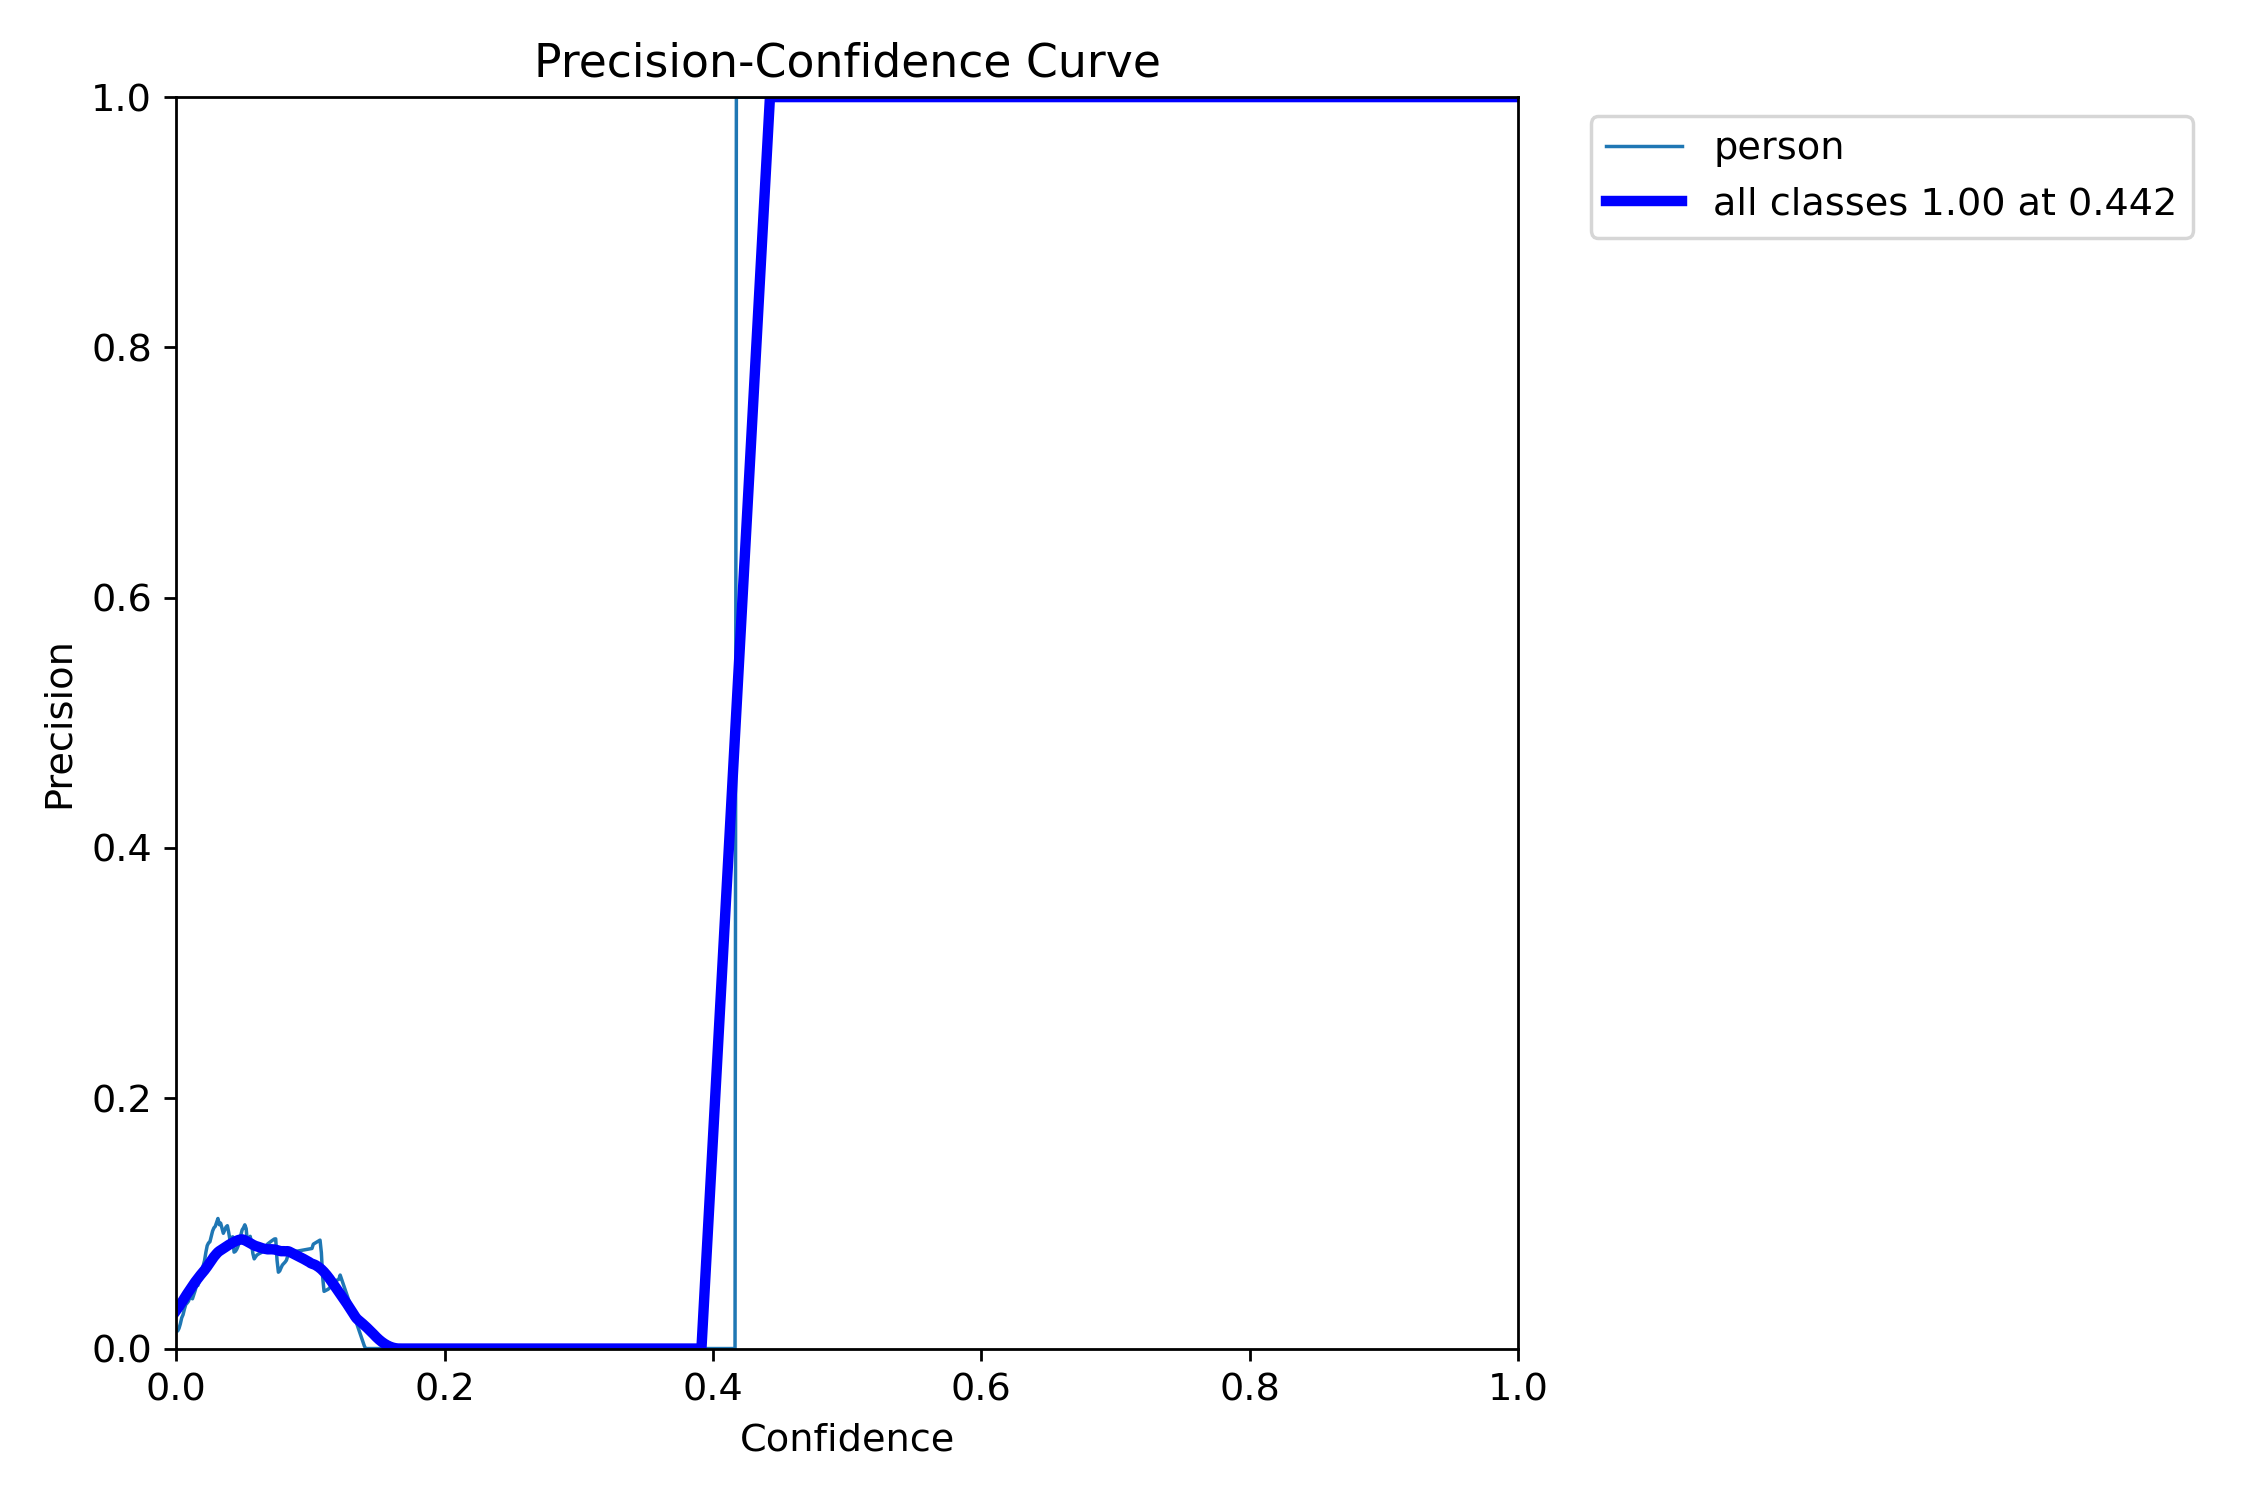 Precision-Confidence Curve
person
all classes 1.00 at 0.442
Precision
1.0
0.8
0.6
0.4
0.2
0.0
0.0 0.2 0.4 0.6 0.8 1.0
Confidence